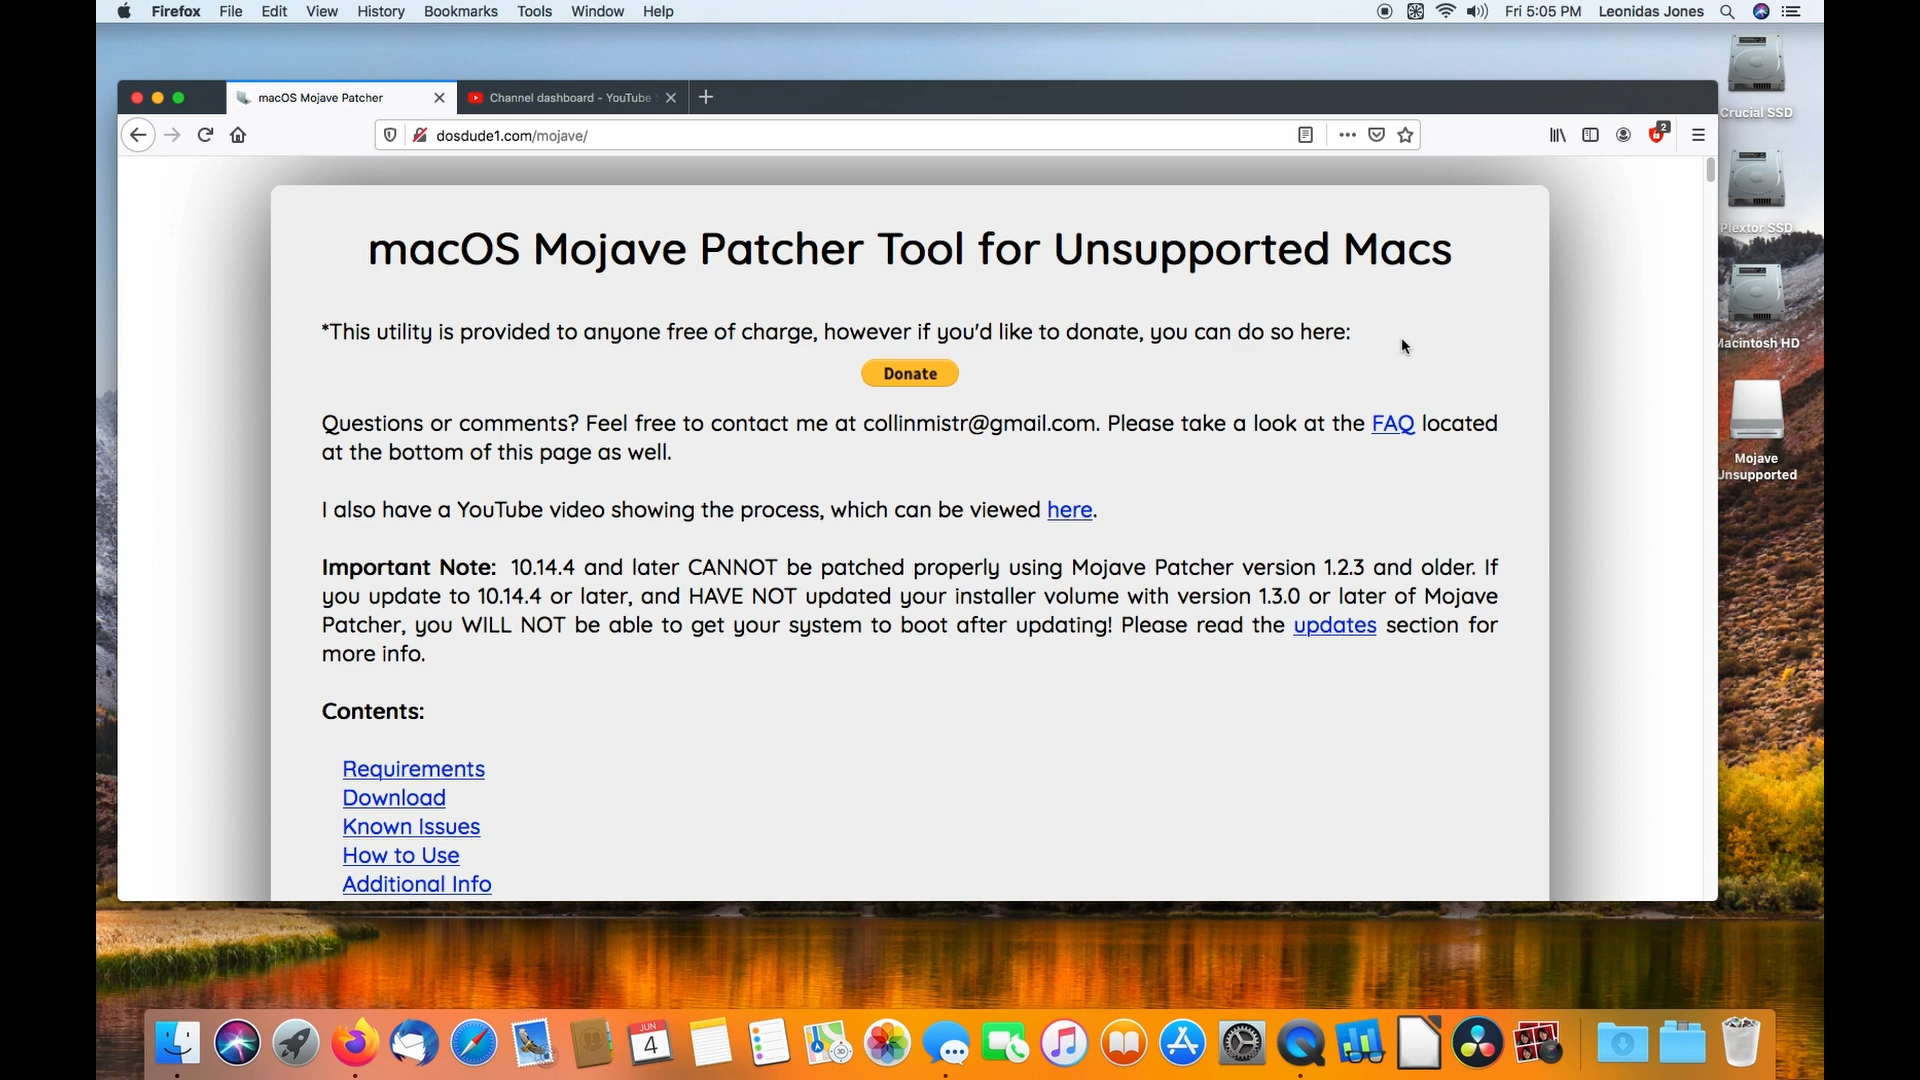 Firefox File Edit View History Bookmarks Tools Window Help
Fri 5:05 PM Leonidas Jones
macOS Mojave Patcher
Channel dashboard - YouTube
dosdude1.com/mojave/
2
macOS Mojave Patcher Tool for Unsupported Macs
*This utility is provided to anyone free of charge, however if you'd like to donate, you can do so here:
Donate
Questions or comments? Feel free to contact me at collinmistr@gmail.com. Please take a look at the FAQ located
at the bottom of this page as well.
I also have a YouTube video showing the process, which can be viewed here.
Important Note: 10.14.4 and later CANNOT be patched properly using Mojave Patcher version 1.2.3 and older. If
you update to 10.14.4 or later, and HAVE NOT updated your installer volume with version 1.3.0 or later of Mojave
Patcher, you WILL NOT be able to get your system to boot after updating! Please read the updates section for
more info.
Contents:
Requirements
Download
Known Issues
How to Use
Additional Info
Crucial SSD
Plextor SSD
Macintosh HD
Mojave
Unsupported
JUN
4
3D